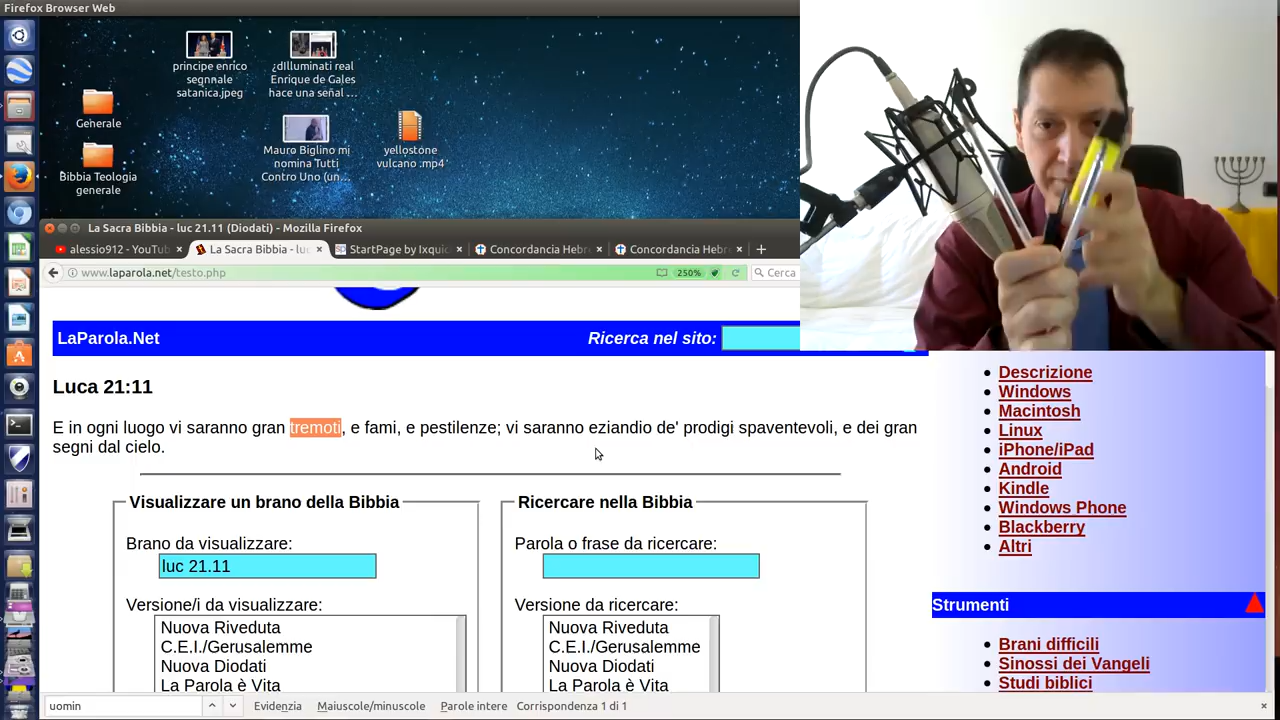 Firefox Browser Web
principe enrico
segnnale
satanica.jpeg
¿dIlluminati real
Enrique de Gales
hace una señal ...
Generale
Mauro Biglino mi
nomina Tutti
Contro Uno (un...
yellostone
vulcano .mp4
Bibbia Teologia
generale
La Sacra Bibbia - luc 21.11 (Diodati) - Mozilla Firefox
alessio912 - YouTub
La Sacra Bibbia - luc
StartPage by Ixquic
Concordancia Hebre
Concordancia Hebre
www.laparola.net/testo.php
250%
Cerca
LaParola.Net
Ricerca nel sito:
Luca 21:11
E in ogni luogo vi saranno gran tremoti, e fami, e pestilenze; vi saranno eziandio de' prodigi spaventevoli, e dei gran
segni dal cielo.
Visualizzare un brano della Bibbia
Brano da visualizzare:
luc 21.11
Versione/i da visualizzare:
Nuova Riveduta
C.E.I./Gerusalemme
Nuova Diodati
La Parola è Vita
Ricercare nella Bibbia
Parola o frase da ricercare:
Versione da ricercare:
Nuova Riveduta
C.E.I./Gerusalemme
Nuova Diodati
La Parola è Vita
Descrizione
Windows
Macintosh
Linux
iPhone/iPad
Android
Kindle
Windows Phone
Blackberry
Altri
Strumenti
Brani difficili
Sinossi dei Vangeli
Studi biblici
uomin
Evidenzia
Maiuscole/minuscole
Parole intere
Corrispondenza 1 di 1